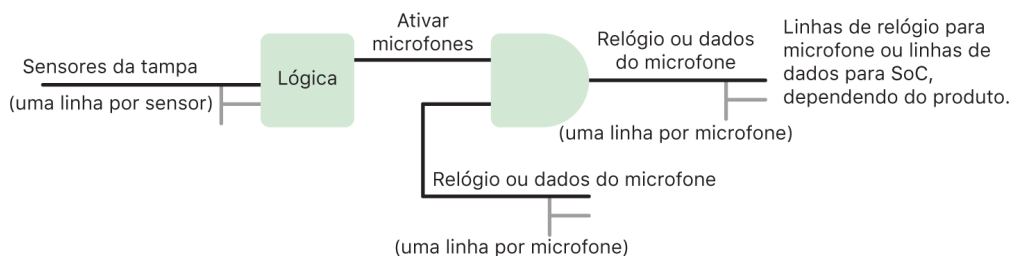 Sensores da tampa
(uma linha por sensor)
Lógica
Ativar
microfones
Relógio ou dados
do microfone
(uma linha por microfone)
Linhas de relógio para
microfone ou linhas de
dados para SoC,
dependendo do produto.
Relógio ou dados do microfone
(uma linha por microfone)